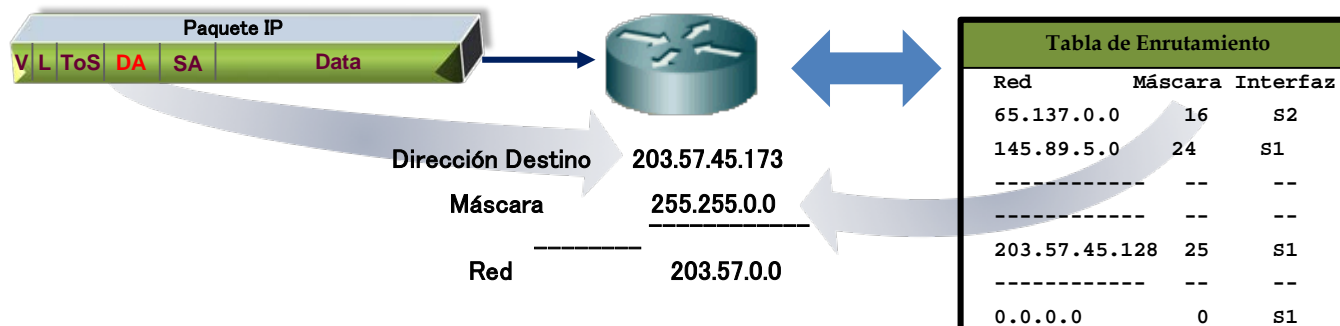 Paquete IP
V L ToS DA SA Data
Dirección Destino 203.57.45.173
Máscara 255.255.0.0
____________
________
Red 203.57.0.0
Tabla de Enrutamiento
Red Máscara Interfaz
65.137.0.0 16 S2
145.89.5.0 24 S1
------------ -- --
------------ -- --
203.57.45.128 25 S1
------------ -- --
0.0.0.0 0 S1